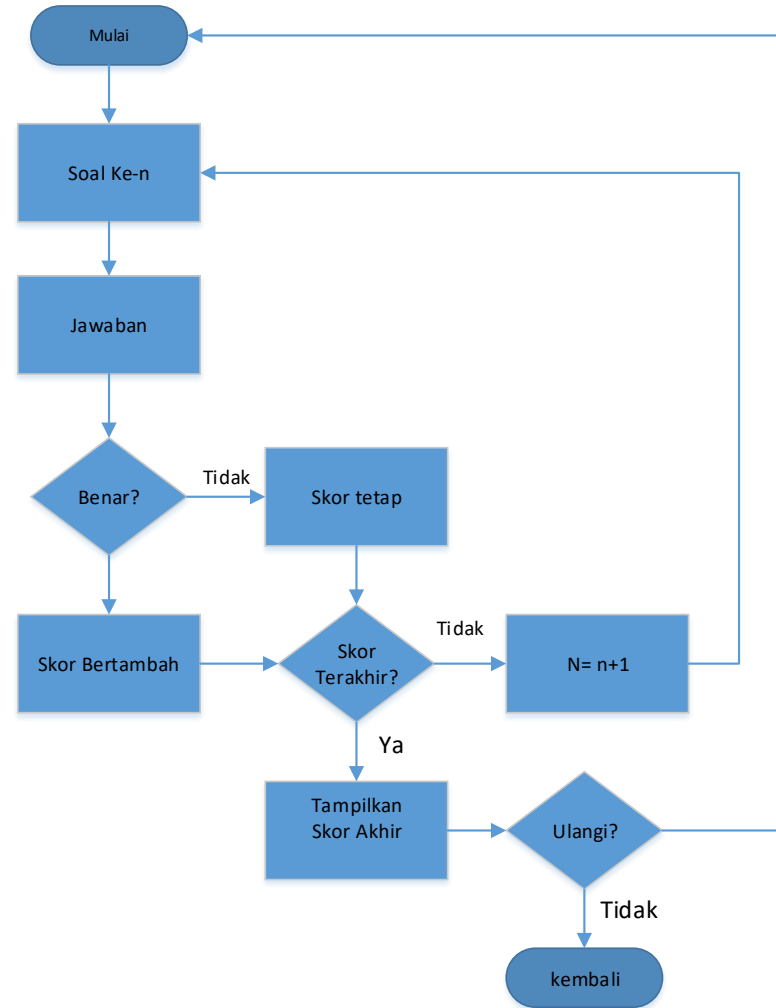 Mulai
Soal Ke-n
Jawaban
Benar?
Tidak
Skor tetap
Skor Bertambah
Skor
Terakhir?
Tidak
N= n+1
Ya
Tampilkan
Skor Akhir
Ulangi?
Tidak
kembali